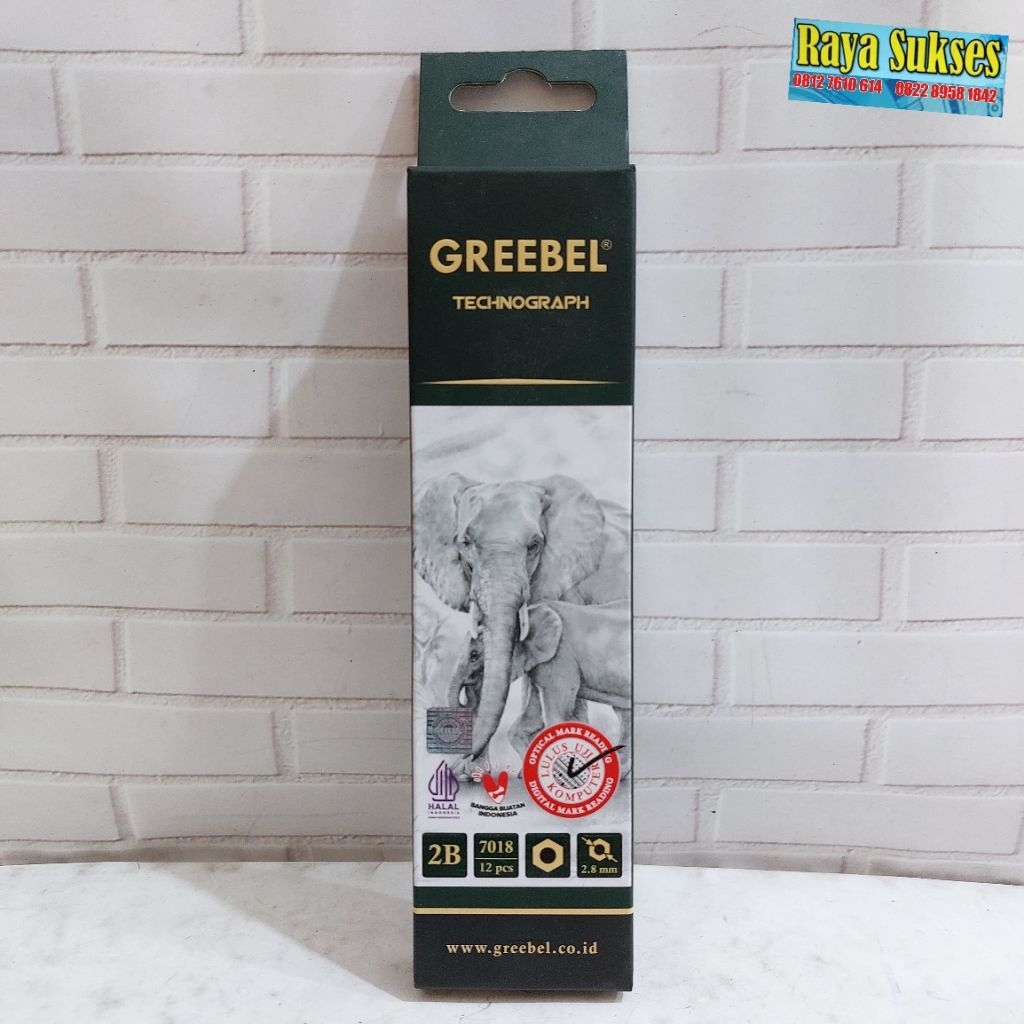 Raya Sukses
0812 7610 614 0822 8958 1842
GREEBEL®
TECHNOGRAPH
OPTICAL MARK READING
LULUS UJI
KOMPUTER
DIGITAL MARK READING
HALAL
INDONESIA
BANGGA BUATAN
INDONESIA
2B
7018
12 pcs
2.8 mm
www.greebel.co.id